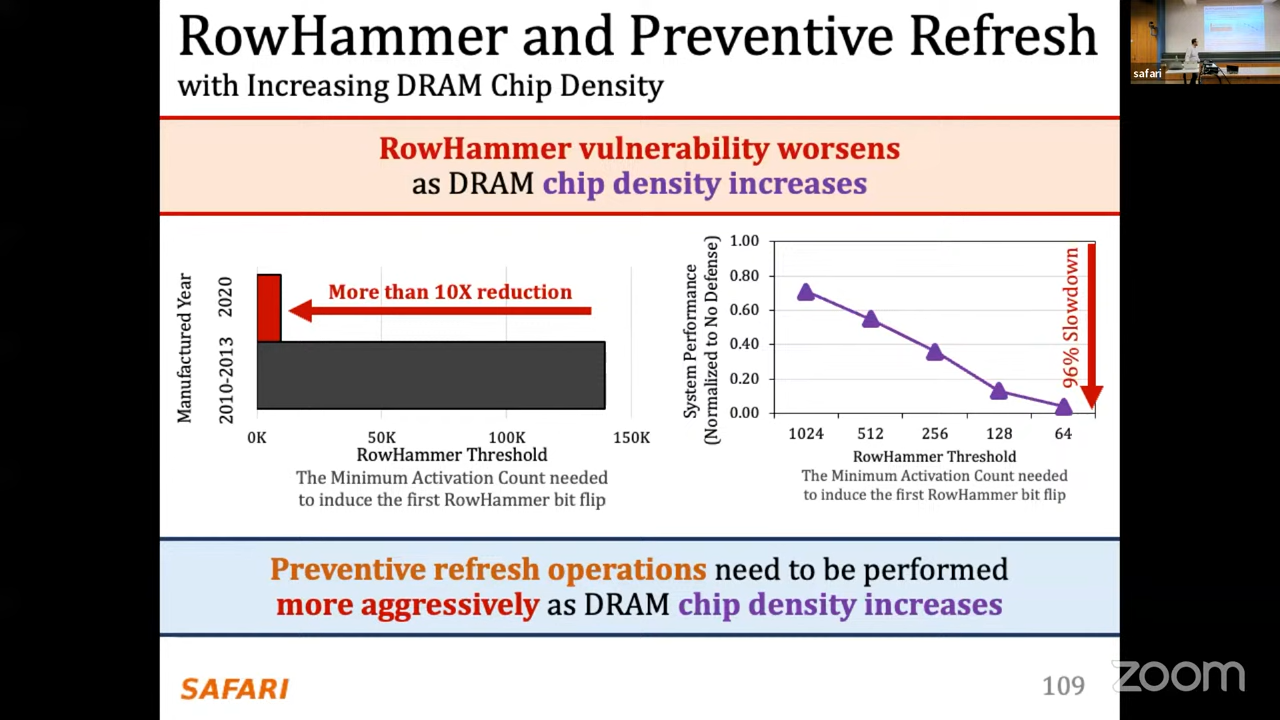 RowHammer and Preventive Refresh
with Increasing DRAM Chip Density
safari
RowHammer vulnerability worsens
as DRAM chip density increases
Manufactured Year
2020
2010-2013
More than 10X reduction
0K 50K 100K 150K
RowHammer Threshold
The Minimum Activation Count needed
to induce the first RowHammer bit flip
System Performance
(Normalized to No Defense)
1.00
0.80
0.60
0.40
0.20
0.00
96% Slowdown
1024 512 256 128 64
RowHammer Threshold
The Minimum Activation Count needed
to induce the first RowHammer bit flip
Preventive refresh operations need to be performed
more aggressively as DRAM chip density increases
SAFARI
109
zoom